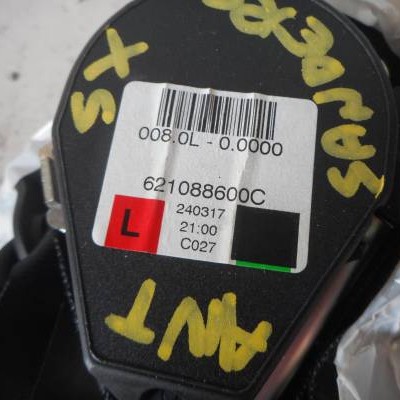 SX
SANDERO
008.0L - 0.0000
621088600C
L
240317
21:00
C027
ANT